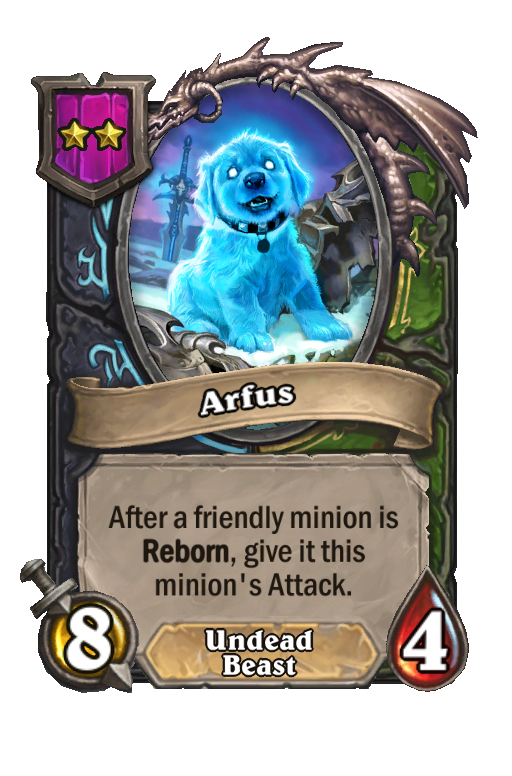 Arfus
After a friendly minion is
Reborn, give it this
minion's Attack.
8
Undead
Beast
4